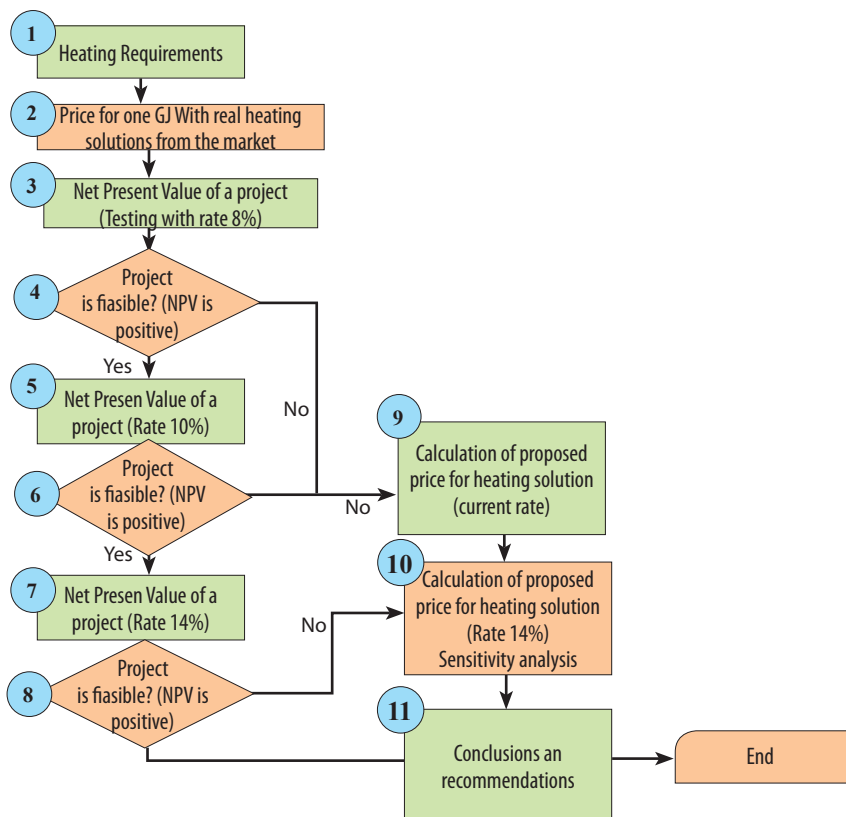 1
Heating Requirements
2
Price for one GJ With real heating
solutions from the market
3
Net Present Value of a project
(Testing with rate 8%)
4
Project
is fiasible? (NPV is
positive)
Yes
No
5
Net Presen Value of a
project (Rate 10%)
6
Project
is fiasible? (NPV
is positive)
No
Yes
7
Net Presen Value of a
project (Rate 14%)
8
Project
is fiasible? (NPV is
positive)
No
9
Calculation of proposed
price for heating solution
(current rate)
10
Calculation of proposed
price for heating solution
(Rate 14%)
Sensitivity analysis
11
Conclusions an
recommendations
End